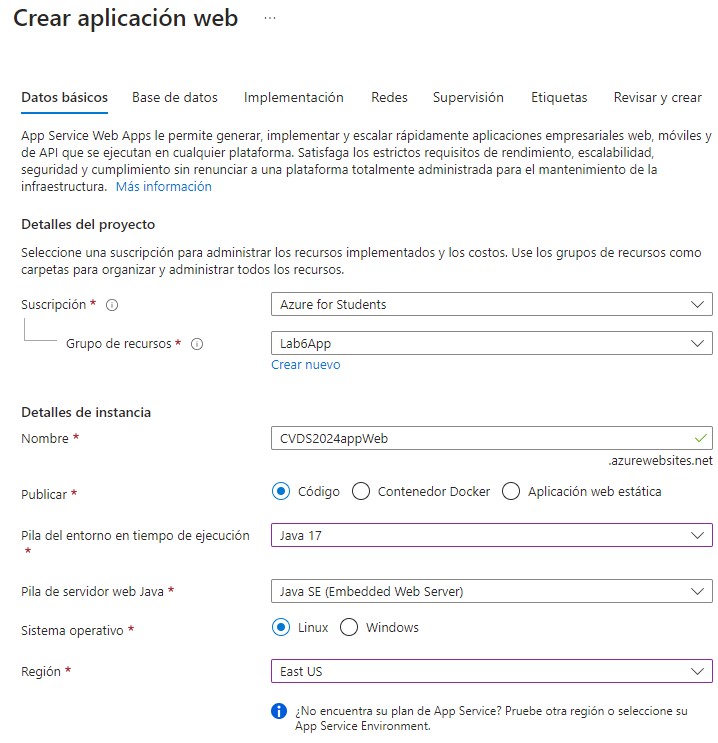 Crear aplicación web ...
Datos básicos Base de datos Implementación Redes Supervisión Etiquetas Revisar y crear
App Service Web Apps le permite generar, implementar y escalar rápidamente aplicaciones empresariales web, móviles y
de API que se ejecutan en cualquier plataforma. Satisfaga los estrictos requisitos de rendimiento, escalabilidad,
seguridad y cumplimiento sin renunciar a una plataforma totalmente administrada para el mantenimiento de la
infraestructura. Más información
Detalles del proyecto
Seleccione una suscripción para administrar los recursos implementados y los costos. Use los grupos de recursos como
carpetas para organizar y administrar todos los recursos.
Suscripción * Azure for Students
Grupo de recursos * Lab6App
Crear nuevo
Detalles de instancia
Nombre * CVDS2024appWeb
.azurewebsites.net
Publicar * Código Contenedor Docker Aplicación web estática
Pila del entorno en tiempo de ejecución Java 17
*
Pila de servidor web Java * Java SE (Embedded Web Server)
Sistema operativo * Linux Windows
Región * East US
¿No encuentra su plan de App Service? Pruebe otra región o seleccione su
App Service Environment.